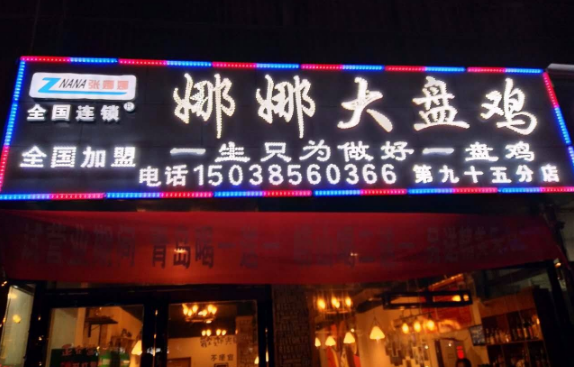 NANA张娜娜
全国连锁
娜娜大盘鸡
全国加盟
一生只为做好一盘鸡
电话15038560366
第九十五分店